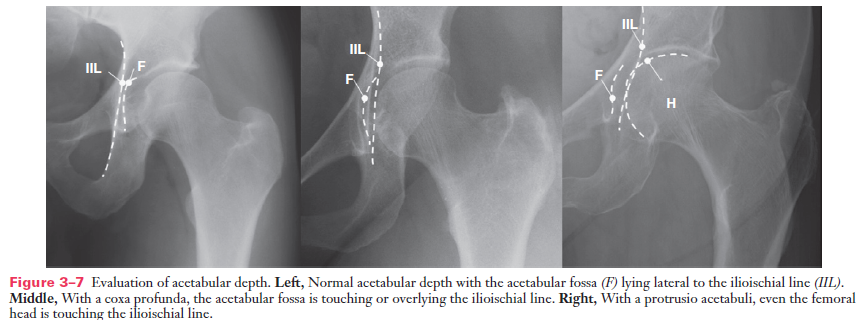 IIL
F
IIL
F
IIL
F
H
Figure 3–7 Evaluation of acetabular depth. Left, Normal acetabular depth with the acetabular fossa (F) lying lateral to the ilioischial line (IIL).
Middle, With a coxa profunda, the acetabular fossa is touching or overlying the ilioischial line. Right, With a protrusio acetabuli, even the femoral
head is touching the ilioischial line.